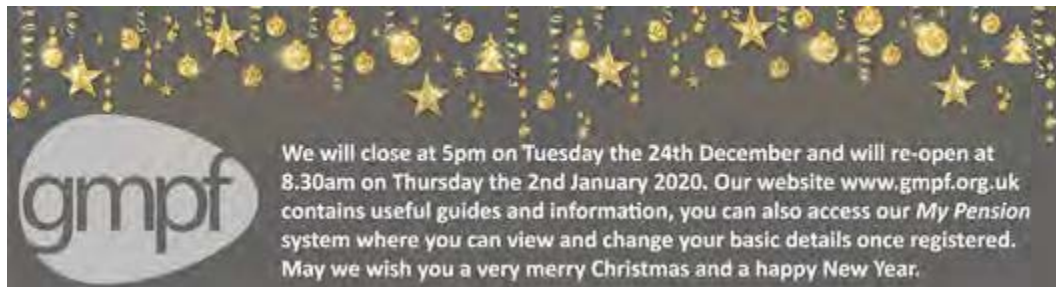 gmpf
We will close at 5pm on Tuesday the 24th December and will re-open at
8.30am on Thursday the 2nd January 2020. Our website www.gmpf.org.uk
contains useful guides and information, you can also access our My Pension
system where you can view and change your basic details once registered.
May we wish you a very merry Christmas and a happy New Year.